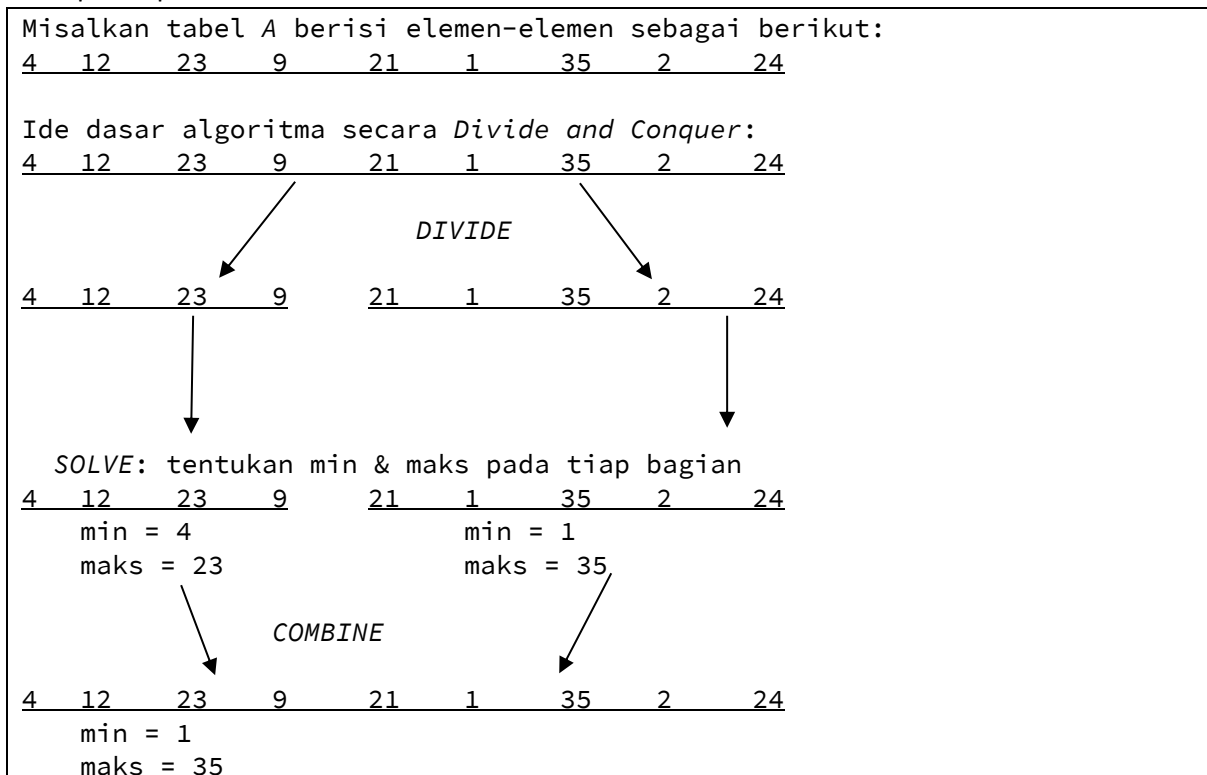 Misalkan tabel A berisi elemen-elemen sebagai berikut:
4 12 23 9 21 1 35 2 24
Ide dasar algoritma secara Divide and Conquer:
4 12 23 9 21 1 35 2 24
DIVIDE
4 12 23 9 21 1 35 2 24
SOLVE: tentukan min & maks pada tiap bagian
4 12 23 9 21 1 35 2 24
min = 4 min = 1
maks = 23 maks = 35
COMBINE
4 12 23 9 21 1 35 2 24
min = 1
maks = 35